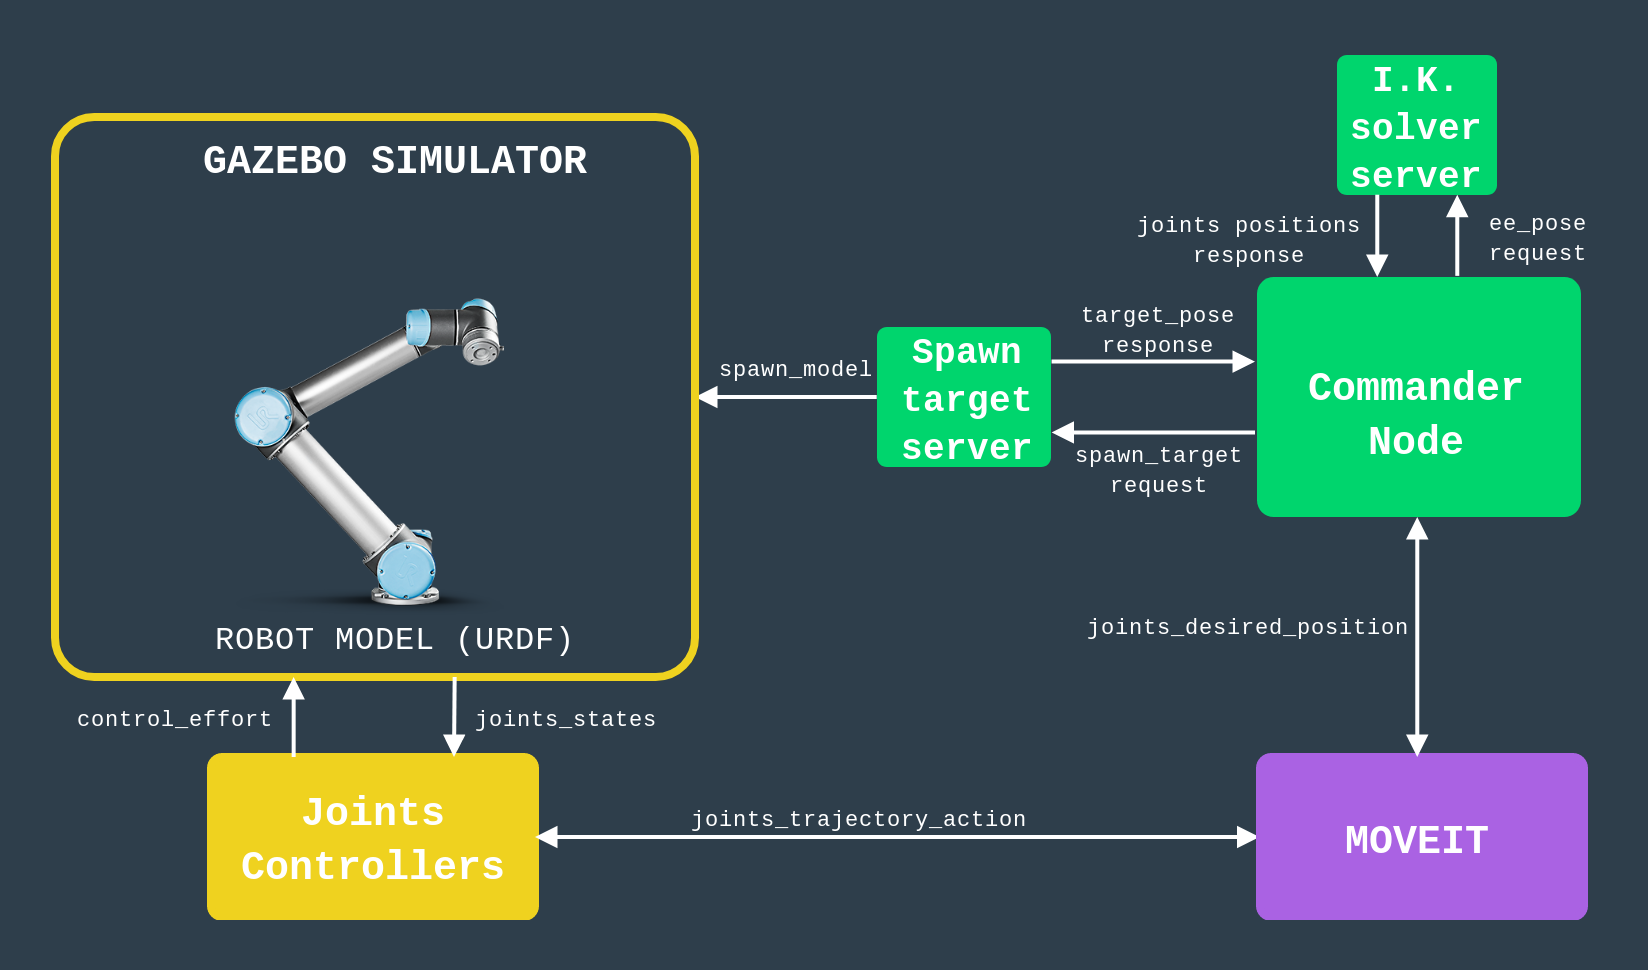 I.K.
solver
server
GAZEBO SIMULATOR
joints positions
response
ee_pose
request
target_pose
response
spawn_model
Spawn
target
server
Commander
Node
spawn_target
request
ROBOT MODEL (URDF)
joints_desired_position
control_effort
joints_states
Joints
Controllers
joints_trajectory_action
MOVEIT